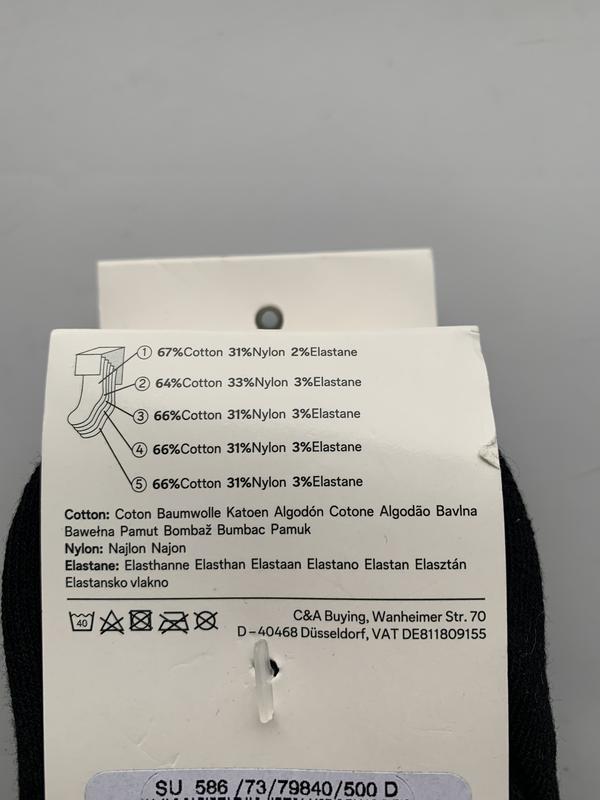 1 67%Cotton 31%Nylon 2%Elastane
2 64%Cotton 33%Nylon 3%Elastane
3 66%Cotton 31%Nylon 3%Elastane
4 66%Cotton 31%Nylon 3%Elastane
5 66%Cotton 31%Nylon 3%Elastane
Cotton: Coton Baumwolle Katoen Algodón Cotone Algodão Bavlna
Bawełna Pamut Bombaž Bumbac Pamuk
Nylon: Najlon Najon
Elastane: Elasthanne Elasthan Elastaan Elastano Elastan Elasztán
Elastansko vlakno
40
C&A Buying, Wanheimer Str. 70
D-40468 Düsseldorf, VAT DE811809155
SU 586 /73/79840/500 D